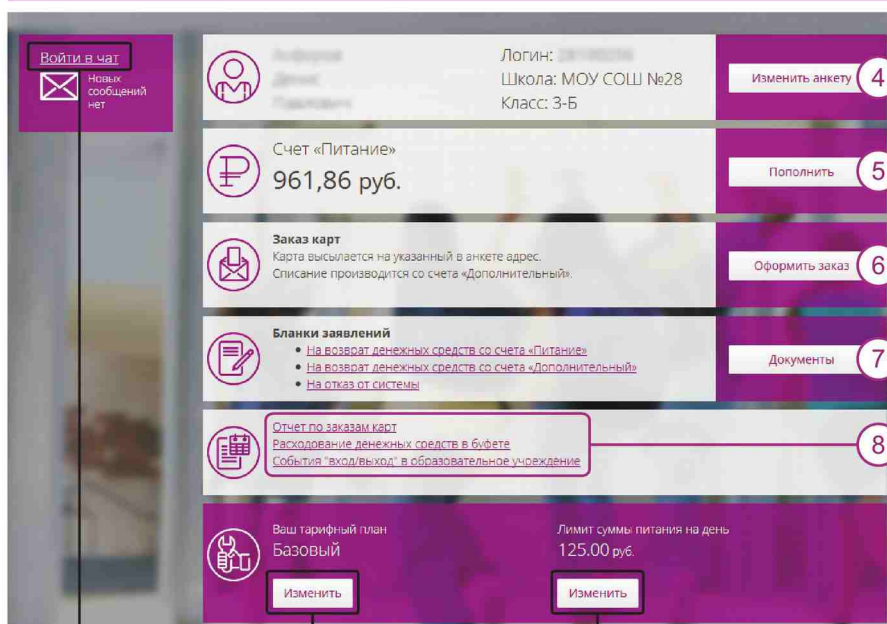 Войти в чат
Новых
сообщений
нет
Логин:
Школа: МОУ СОШ №28
Класс: 3-Б
Изменить анкету
4
Счет «Питание»
961,86 руб.
Пополнить
5
Заказ карт
Карта высылается на указанный в анкете адрес.
Списание производится со счета «Дополнительный».
Оформить заказ
6
Бланки заявлений
На возврат денежных средств со счета «Питание»
На возврат денежных средств со счета «Дополнительный»
На отказ от системы
Документы
7
Отчет по заказам карт
Расходование денежных средств в буфете
События "вход/выход" в образовательное учреждение
8
Ваш тарифный план
Базовый
Изменить
Лимит суммы питания на день
125.00 руб.
Изменить